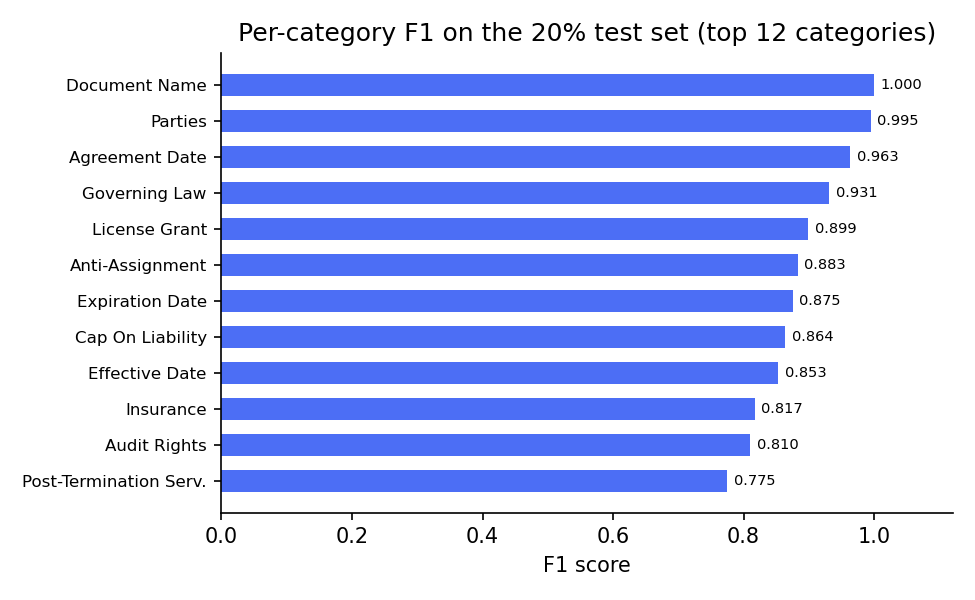 Per-category F1 on the 20% test set (top 12 categories)
Document Name 1.000
Parties 0.995
Agreement Date 0.963
Governing Law 0.931
License Grant 0.899
Anti-Assignment 0.883
Expiration Date 0.875
Cap On Liability 0.864
Effective Date 0.853
Insurance 0.817
Audit Rights 0.810
Post-Termination Serv. 0.775
0.0 0.2 0.4 0.6 0.8 1.0
F1 score